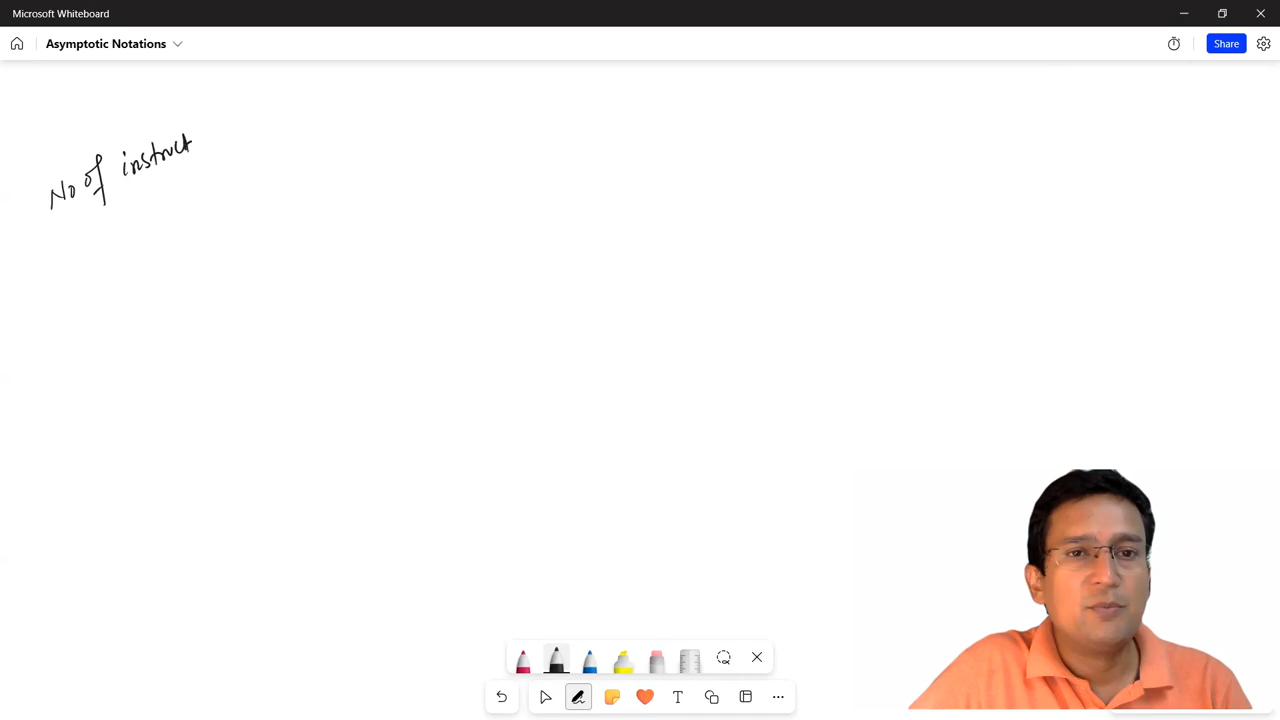 Microsoft Whiteboard
Asymptotic Notations
Share
No of instruct
T